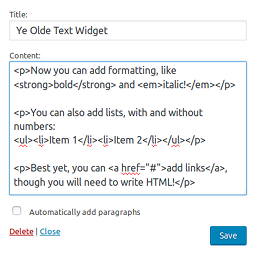 Title:
Ye Olde Text Widget
Content:
<p>Now you can add formatting, like
<strong>bold</strong> and <em>italic!</em></p>
<p>You can also add lists, with and without
numbers:
<ul><li>Item 1</li><li>Item 2</li></ul></p>
<p>Best yet, you can <a href="#">add links</a>,
though you will need to write HTML!</p>
Automatically add paragraphs
Delete | Close
Save